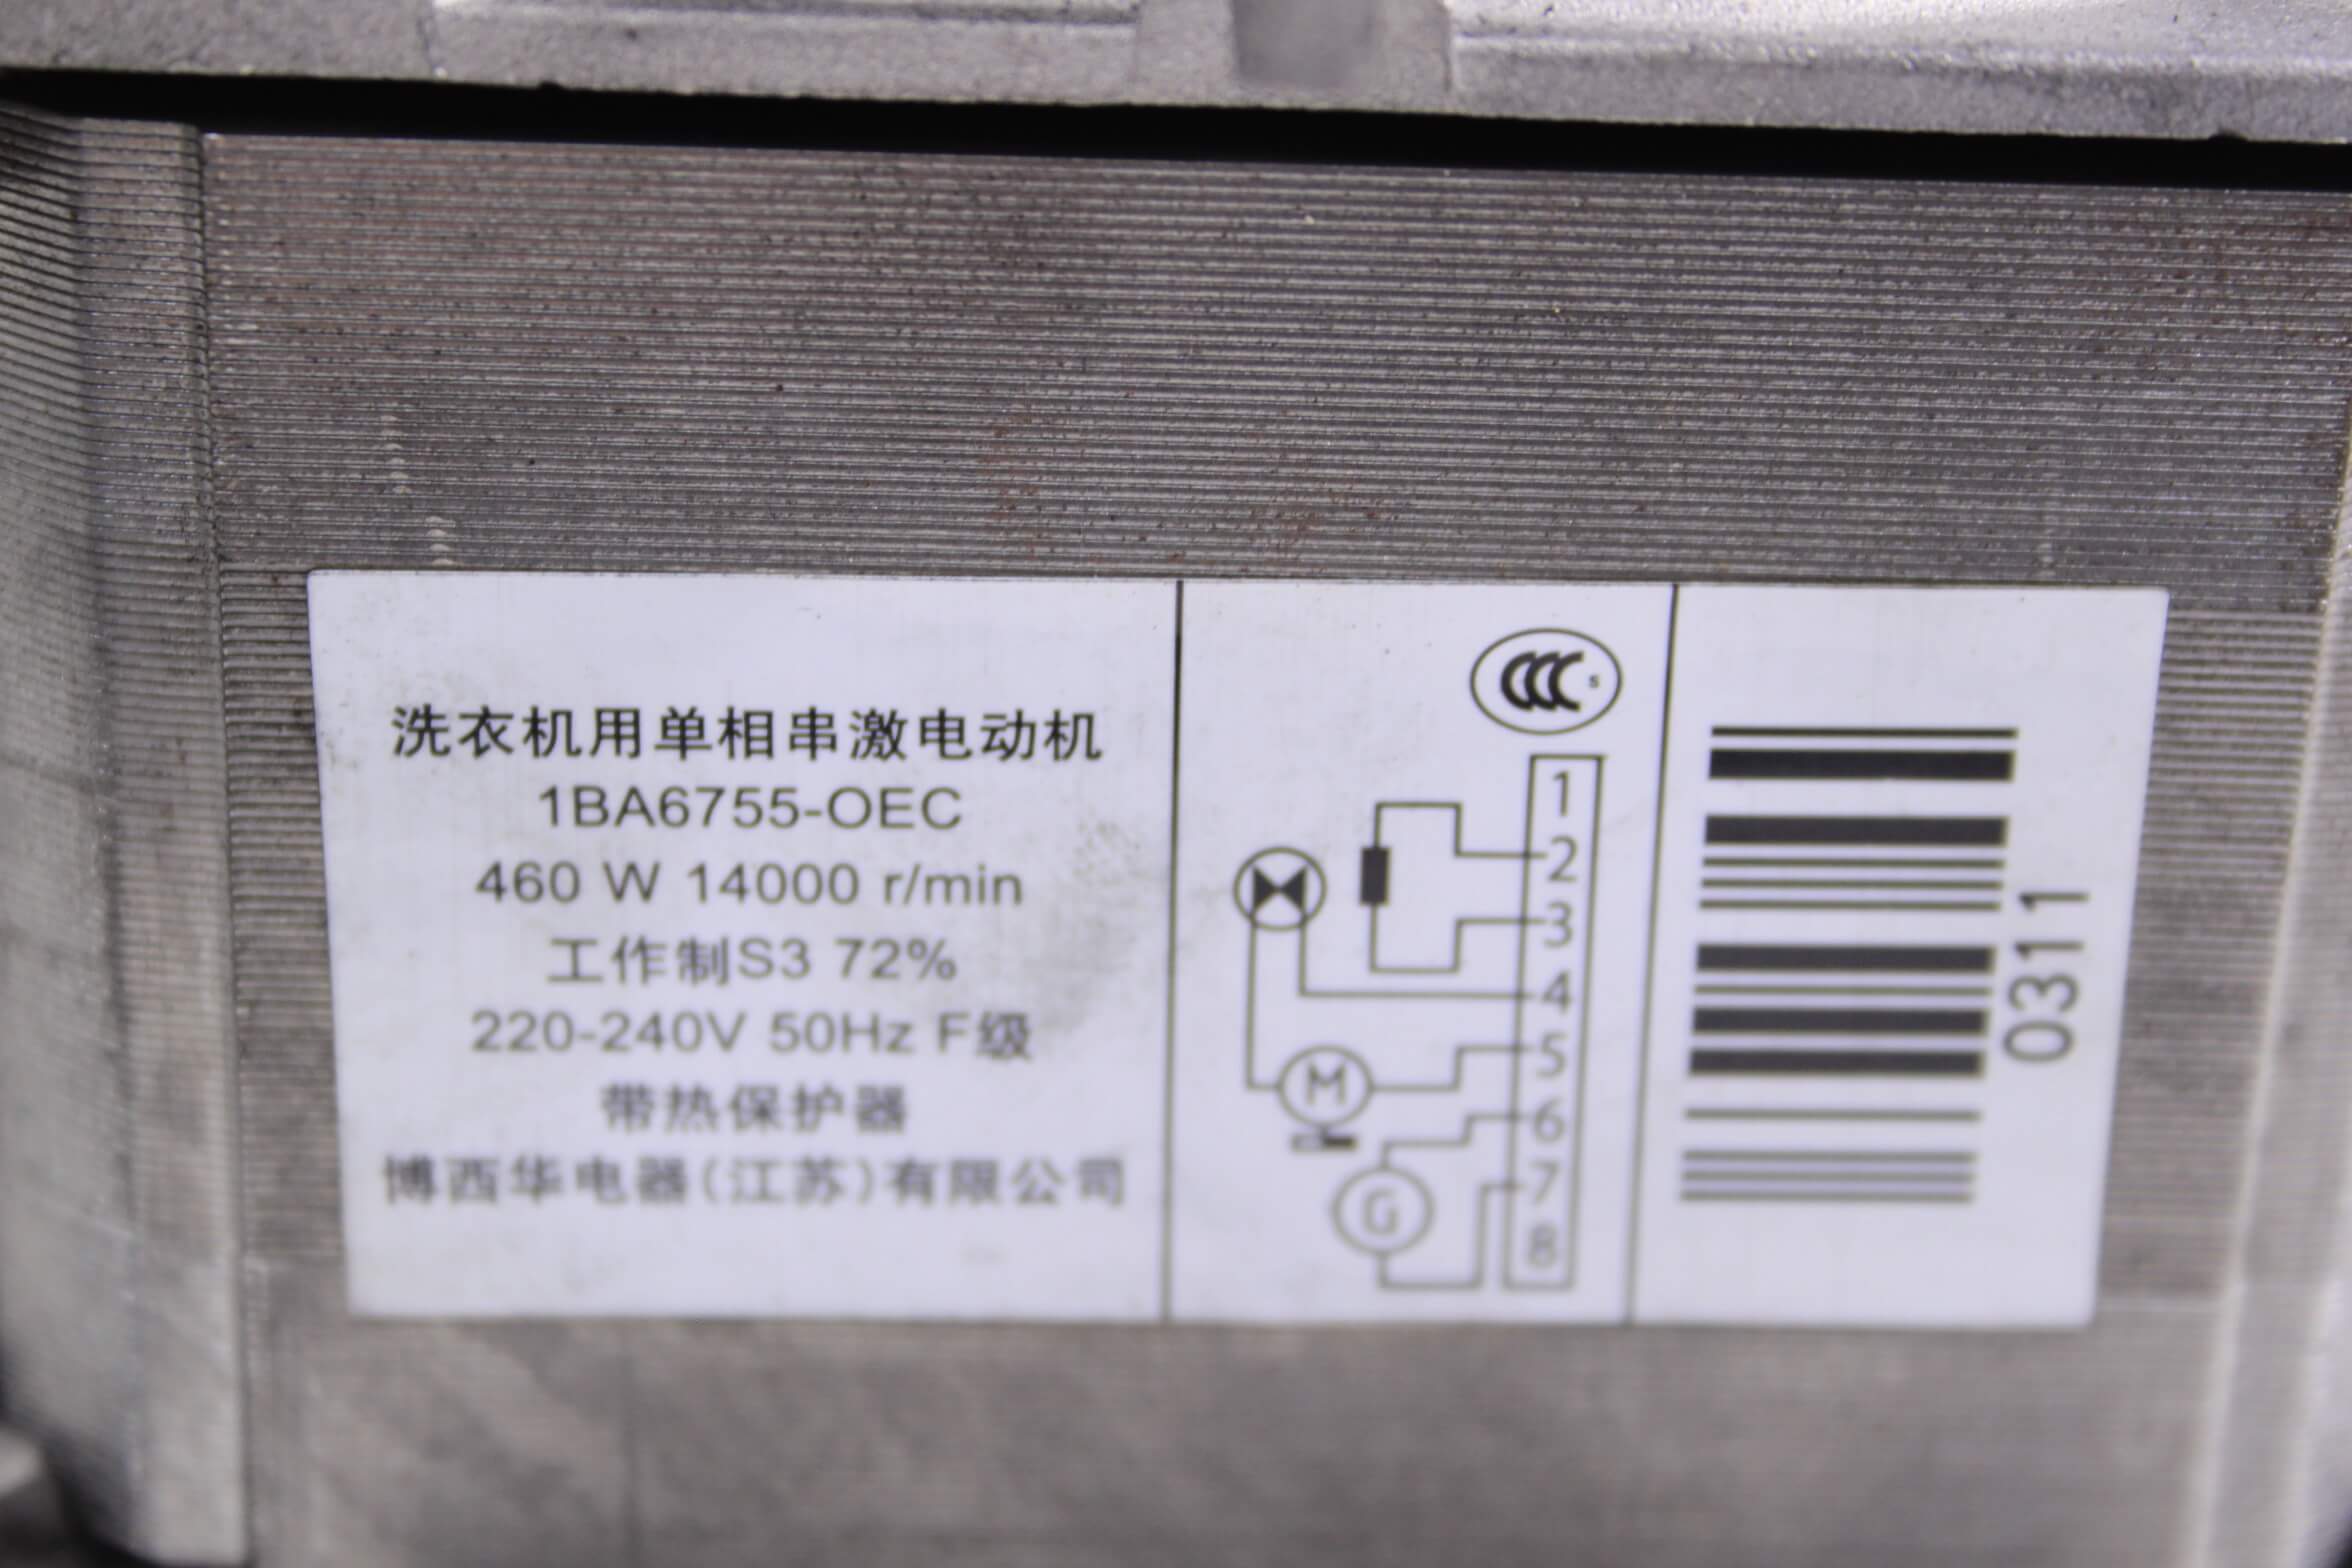 洗衣机用单相串激电动机
1BA6755-OEC
460 W 14000 r/min
工作制S3 72%
220-240V 50Hz F级
带热保护器
博西华电器(江苏)有限公司
CCC S
1
2
3
4
5
6
7
8
M
G
0311